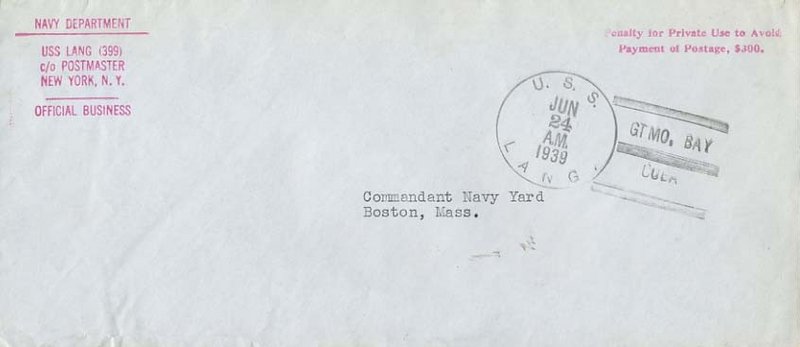 NAVY DEPARTMENT
USS LANG (399)
c/o POSTMASTER
NEW YORK, N. Y.
OFFICIAL BUSINESS
Penalty for Private Use to Avoid
Payment of Postage, $300.
U. S. S.
JUN
24
A.M.
1939
LANG
GTMO, BAY
CUBA
Commandant Navy Yard
Boston, Mass.